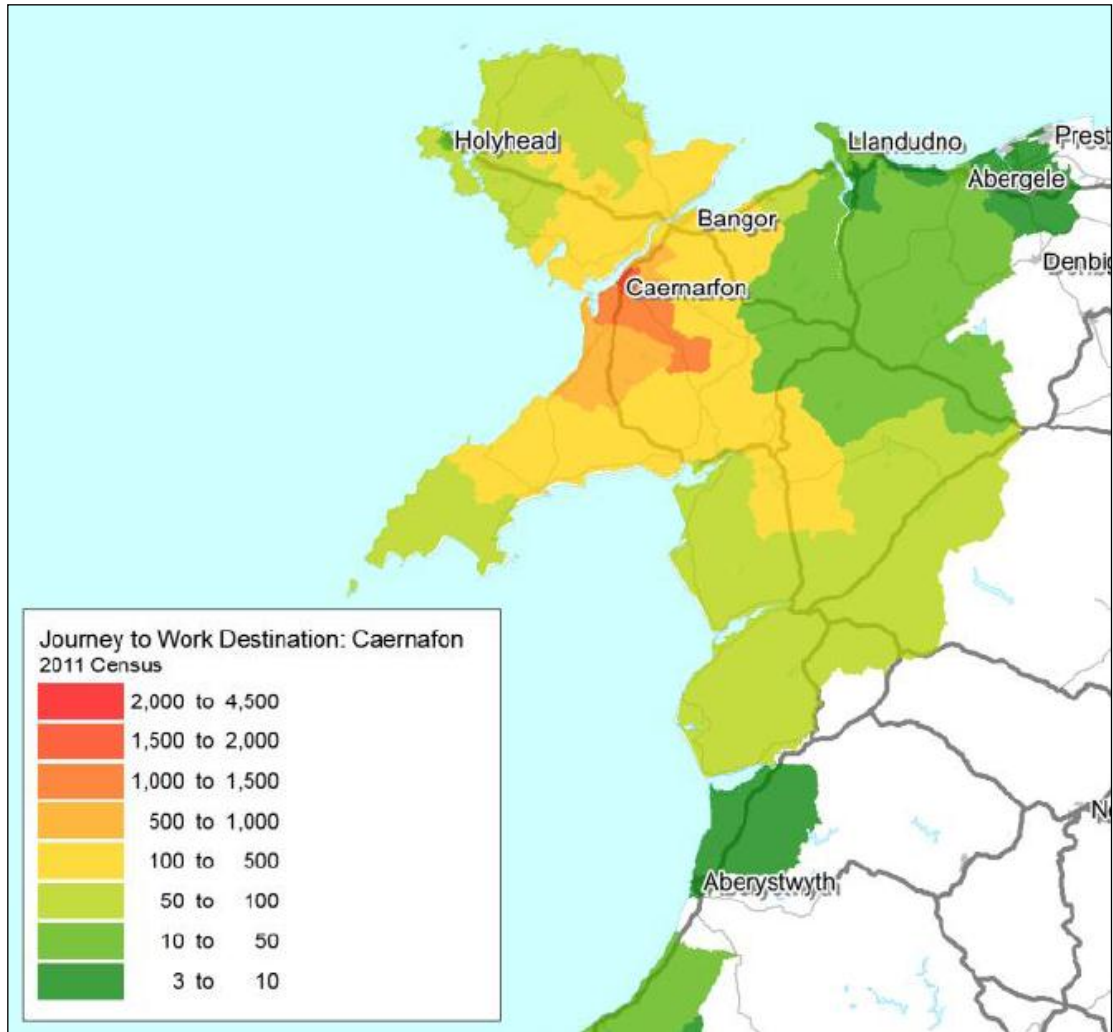 Holyhead
Llandudno
Prest
Abergele
Bangor
Denbig
Caernarfon
Aberystwyth
N
Journey to Work Destination: Caernafon
2011 Census
2,000 to 4,500
1,500 to 2,000
1,000 to 1,500
500 to 1,000
100 to 500
50 to 100
10 to 50
3 to 10